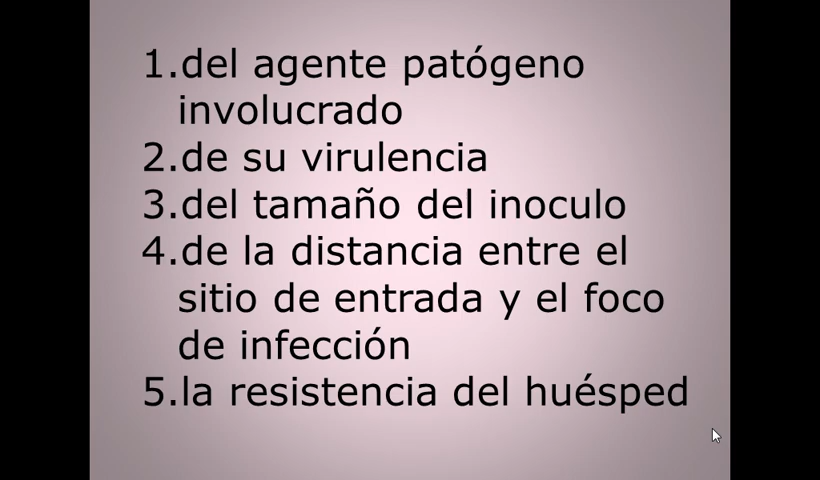 1.del agente patógeno
involucrado
2.de su virulencia
3.del tamaño del inoculo
4.de la distancia entre el
sitio de entrada y el foco
de infección
5.la resistencia del huésped